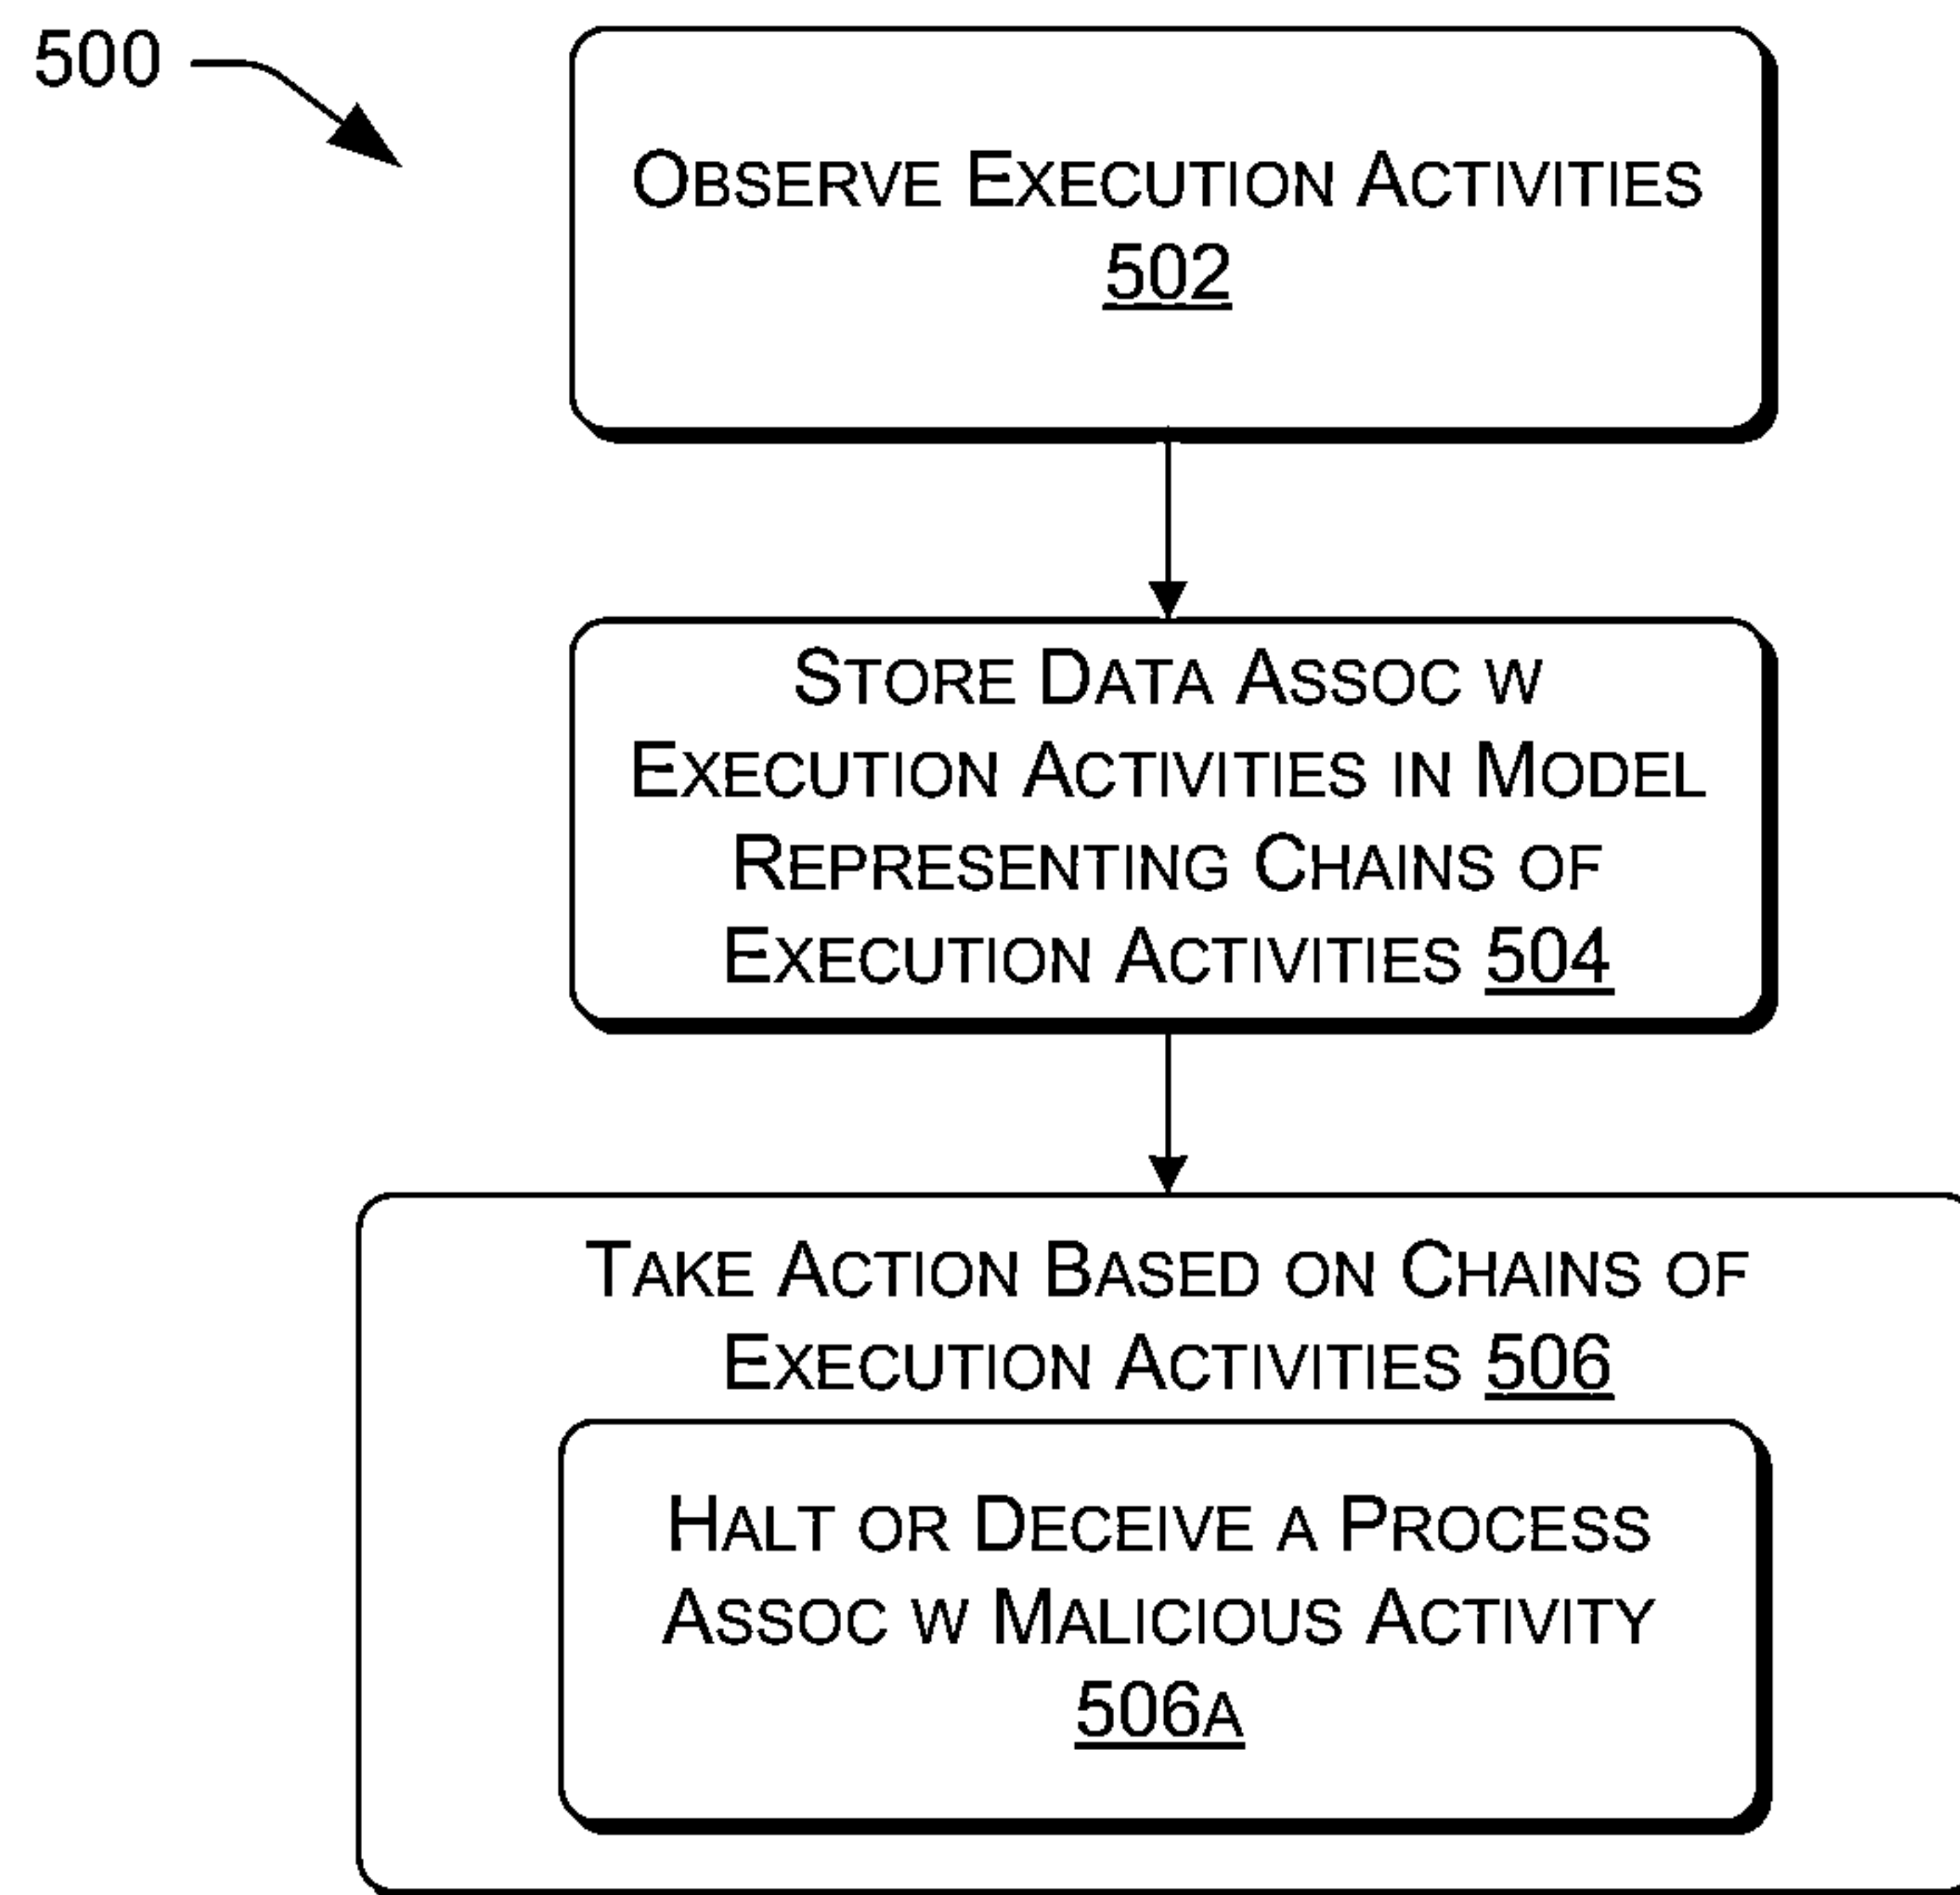 500
OBSERVE EXECUTION ACTIVITIES
502
STORE DATA ASSOC W
EXECUTION ACTIVITIES IN MODEL
REPRESENTING CHAINS OF
EXECUTION ACTIVITIES 504
TAKE ACTION BASED ON CHAINS OF
EXECUTION ACTIVITIES 506
HALT OR DECEIVE A PROCESS
ASSOC W MALICIOUS ACTIVITY
506A